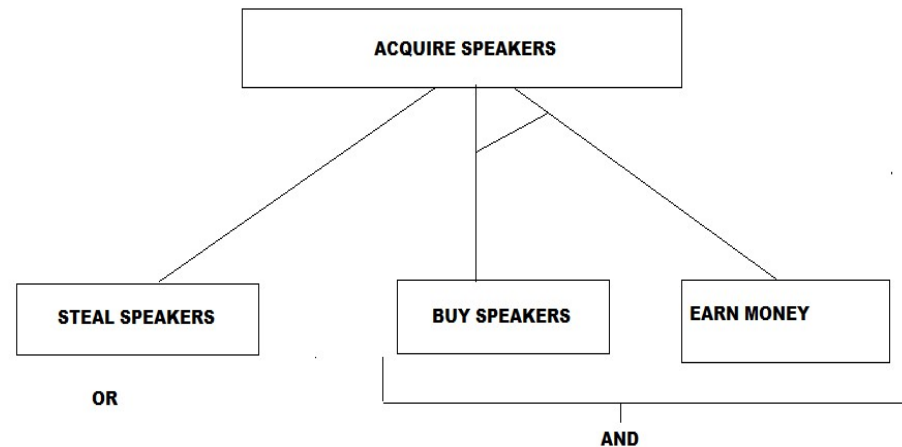 ACQUIRE SPEAKERS
STEAL SPEAKERS
BUY SPEAKERS
EARN MONEY
OR
AND